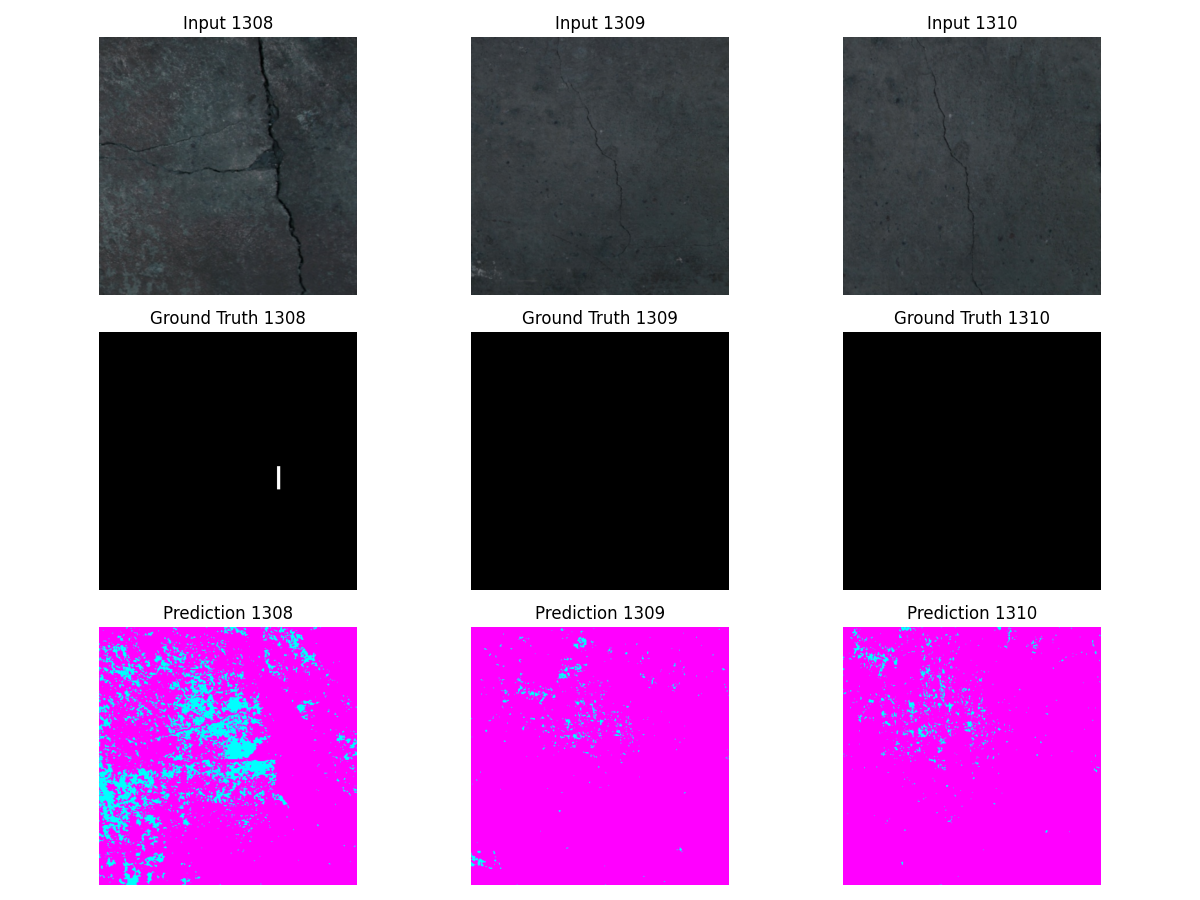 Input 1308
Input 1309
Input 1310
Ground Truth 1308
Ground Truth 1309
Ground Truth 1310
Prediction 1308
Prediction 1309
Prediction 1310